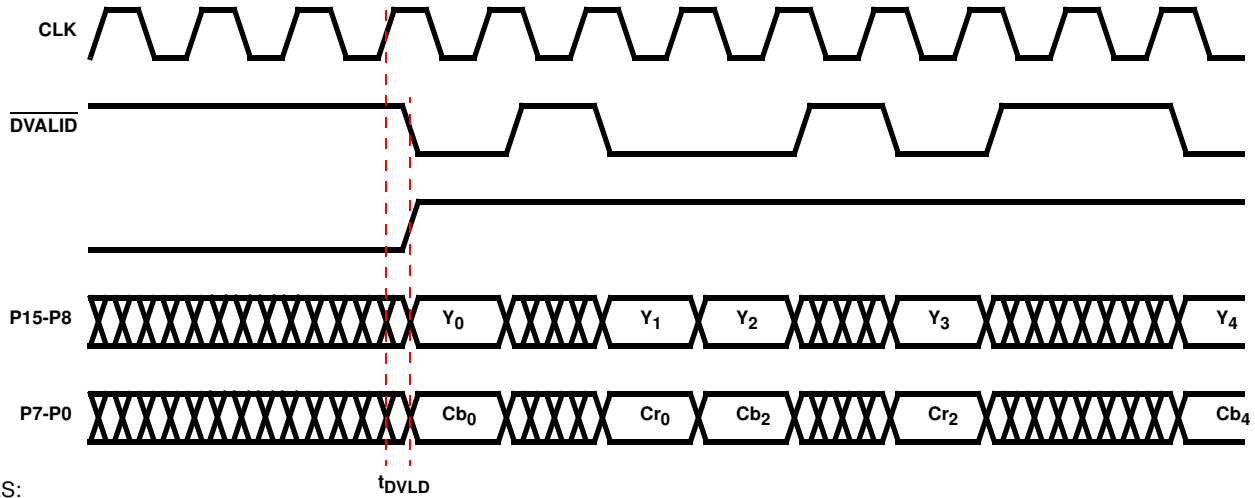 CLK
DVALID
P15-P8 Y0 Y1 Y2 Y3 Y4
P7-P0 Cb0 Cr0 Cb2 Cr2 Cb4
tDVLD